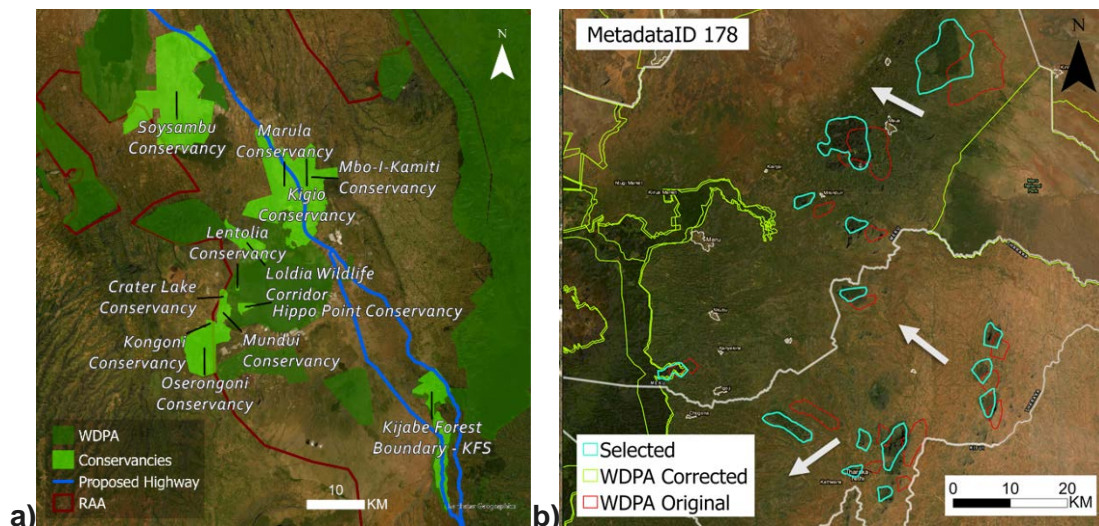 N
Soysambu
Conservancy
Marula
Conservancy
Mbo-I-Kamiti
Conservancy
Kigio
Conservancy
Lentolia
Conservancy
Loldia Wildlife
Corridor
Crater Lake
Conservancy
Hippo Point Conservancy
Kongoni
Conservancy
Mundui
Conservancy
Oserongoni
Conservancy
Kijabe Forest
Boundary - KFS
WDPA
Conservancies
Proposed Highway
RAA
10
KM
a)
MetadataID 178
N
Meru
MERU
Selected
WDPA Corrected
WDPA Original
0 10 20
KM
b)